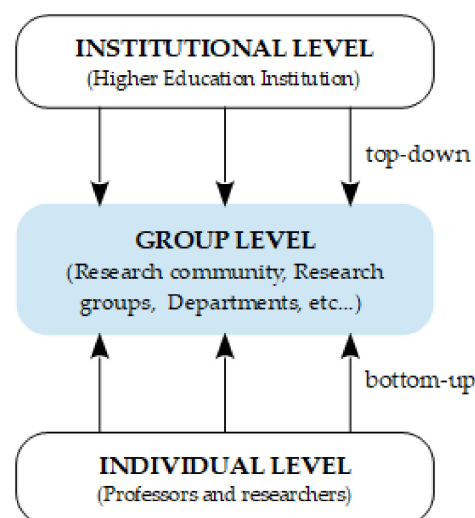 INSTITUTIONAL LEVEL
(Higher Education Institution)
top-down
GROUP LEVEL
(Research community, Research
groups, Departments, etc...)
bottom-up
INDIVIDUAL LEVEL
(Professors and researchers)